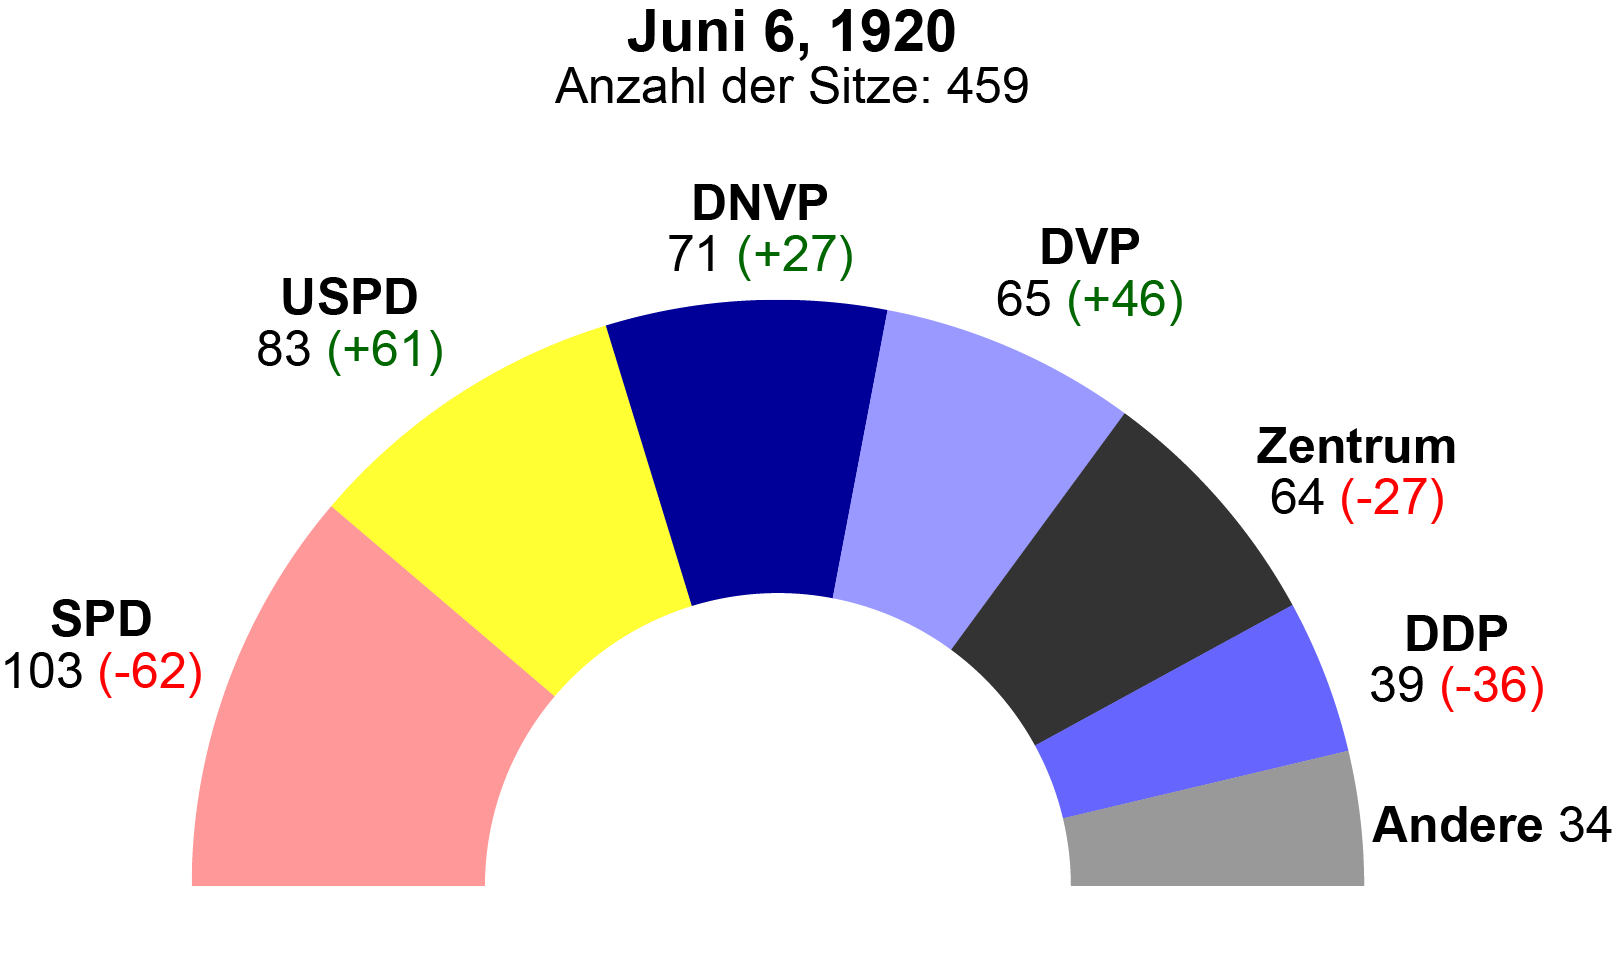 Juni 6, 1920
Anzahl der Sitze: 459
DNVP
71 (+27)
DVP
65 (+46)
USPD
83 (+61)
Zentrum
64 (-27)
SPD
103 (-62)
DDP
39 (-36)
Andere 34